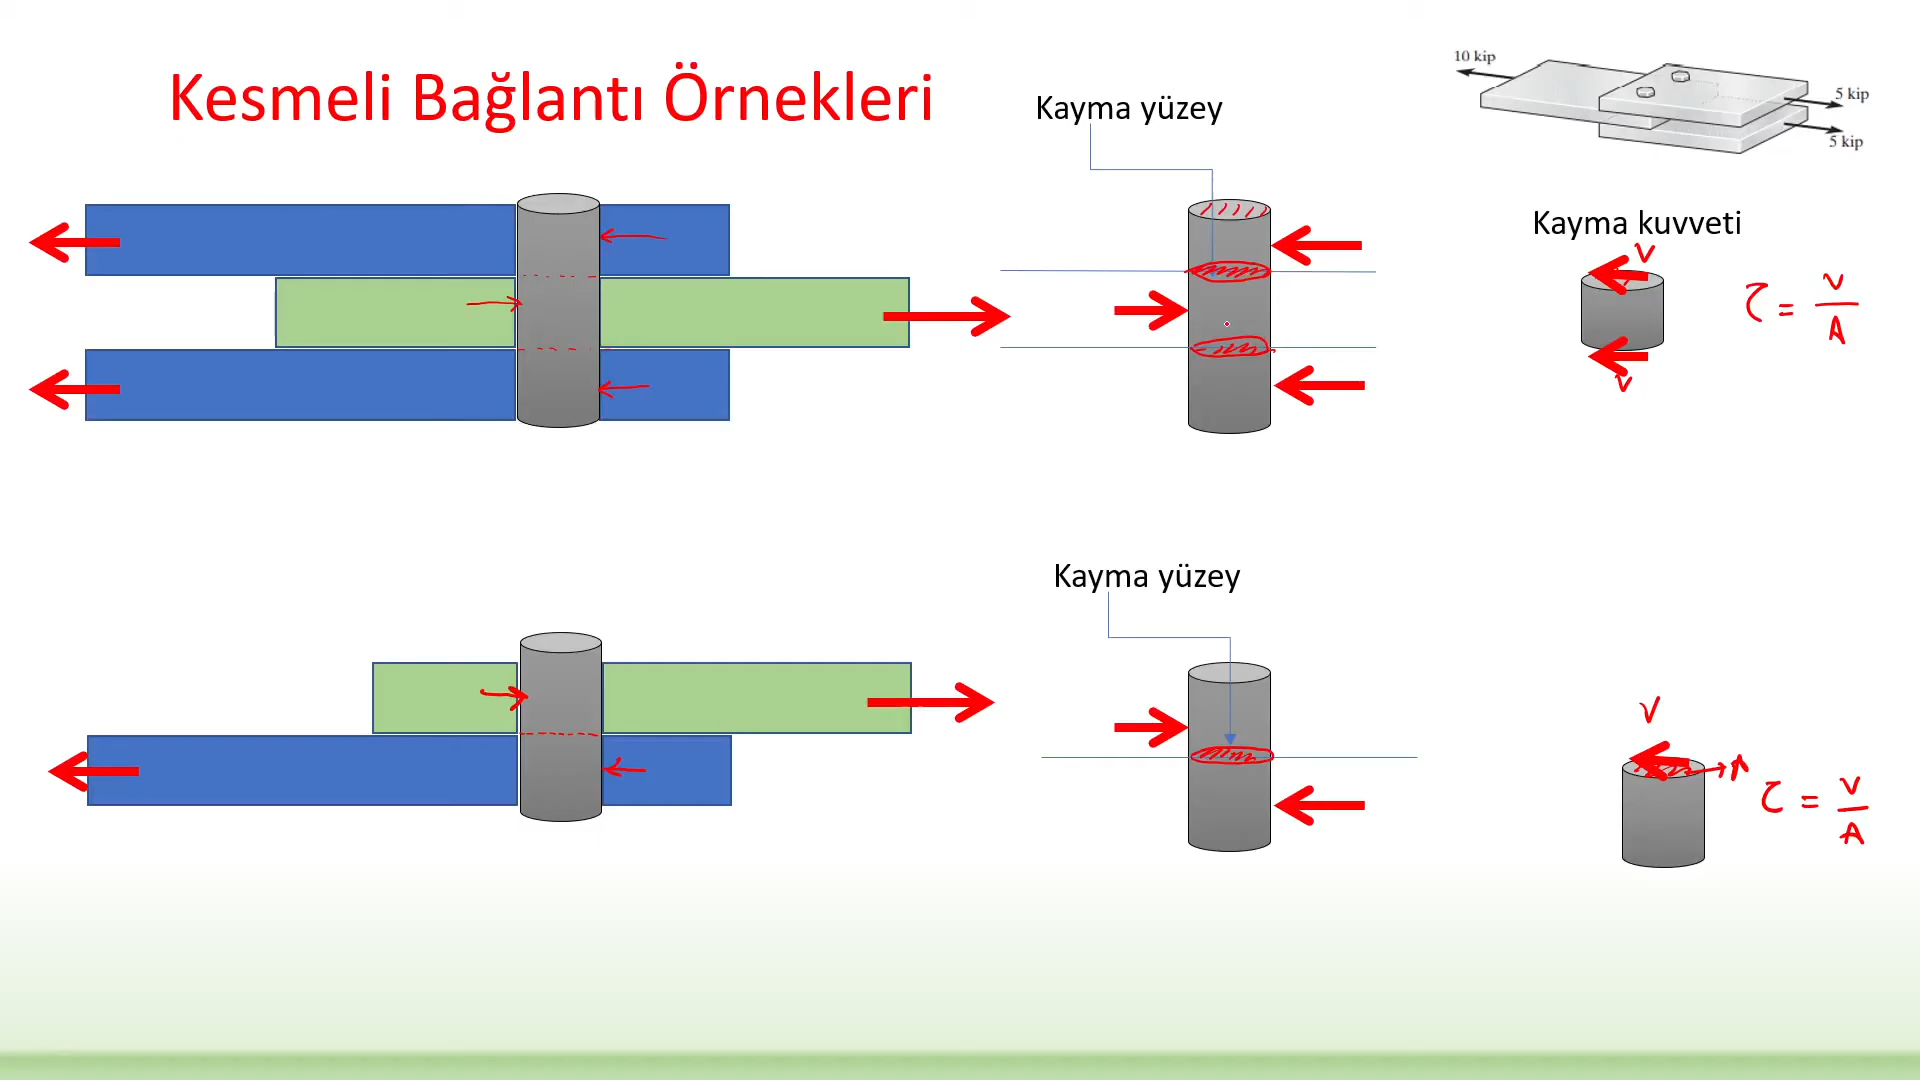 Kesmeli Bağlantı Örnekleri
Kayma yüzey
10 kip
5 kip
5 kip
Kayma kuvveti
V
V
τ = V / A
Kayma yüzey
V
A
τ = V / A